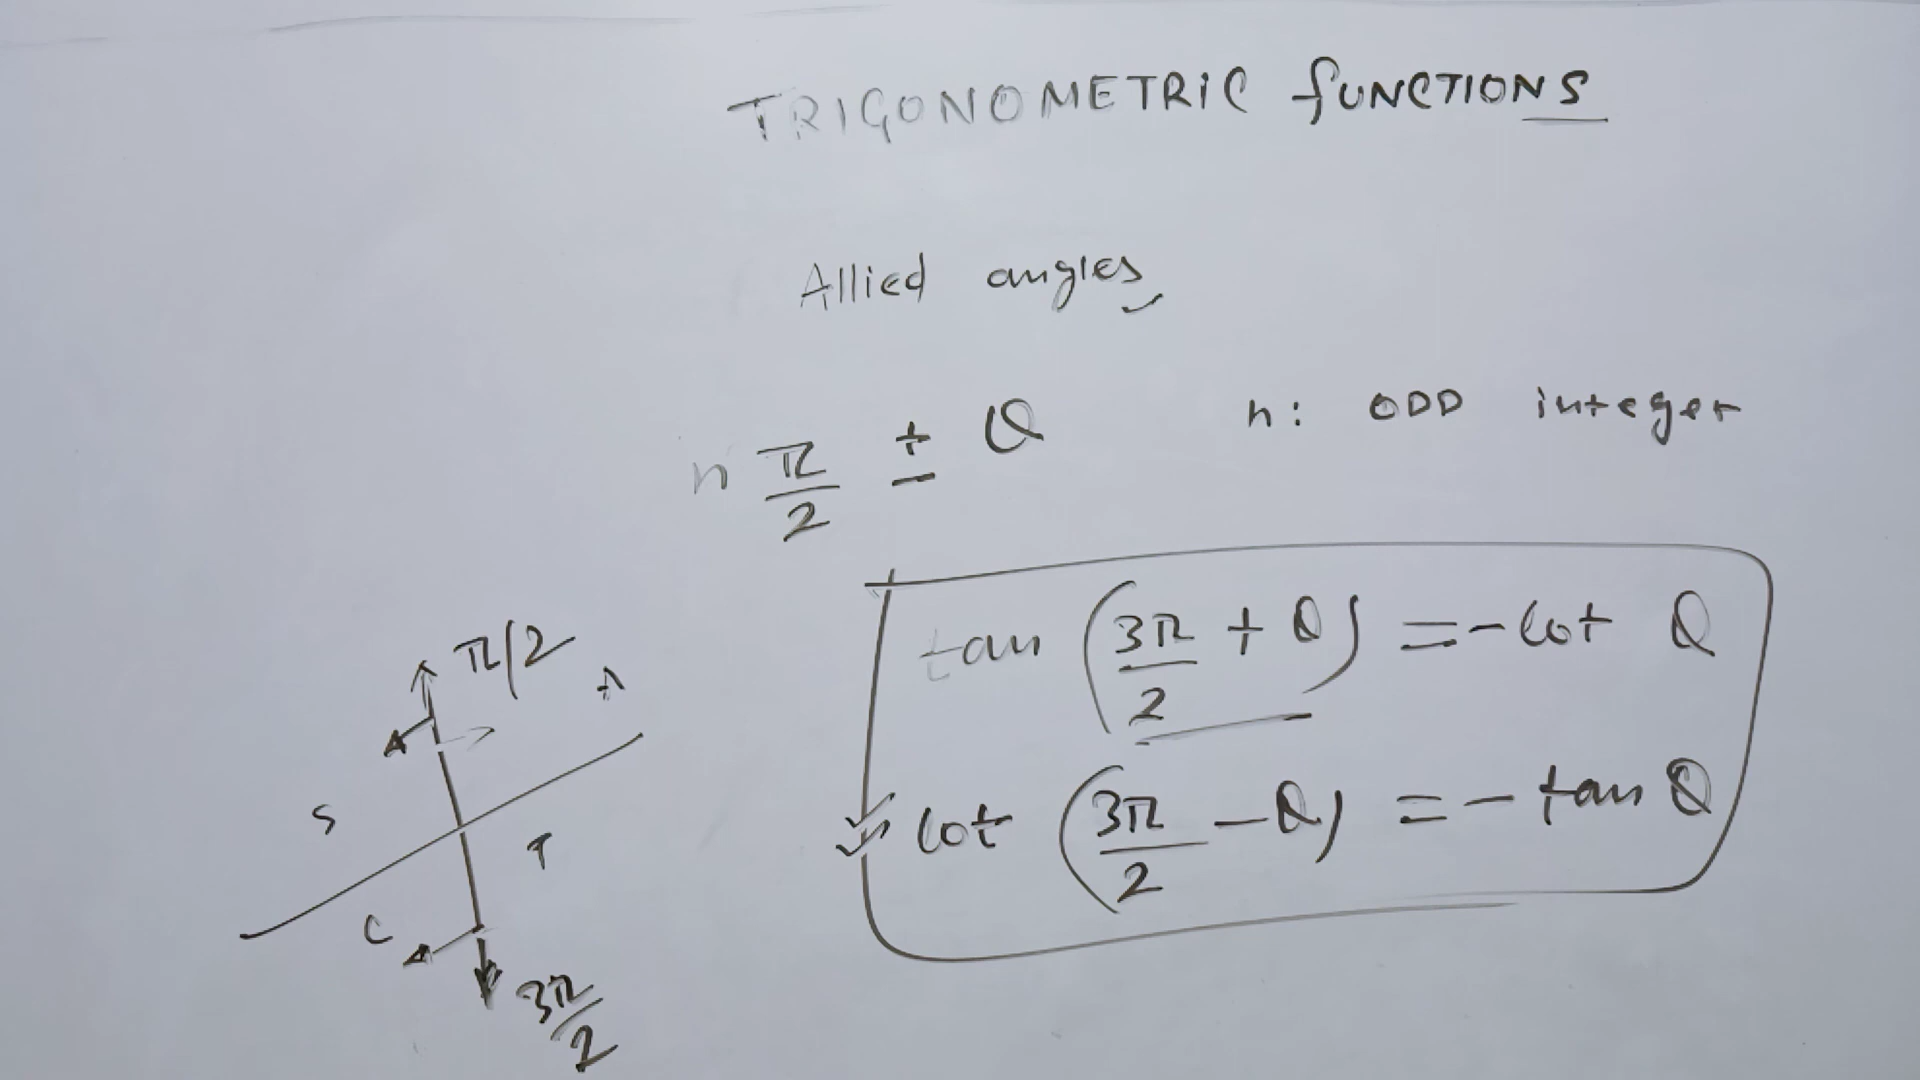 TRIGONOMETRIC fUNCTIONS
Allied angles
n π/2 ± θ n: ODD integer
tan (3π/2 + θ) = - cot θ
cot (3π/2 - θ) = - tan θ
π/2
A
S
T
C
3π/2